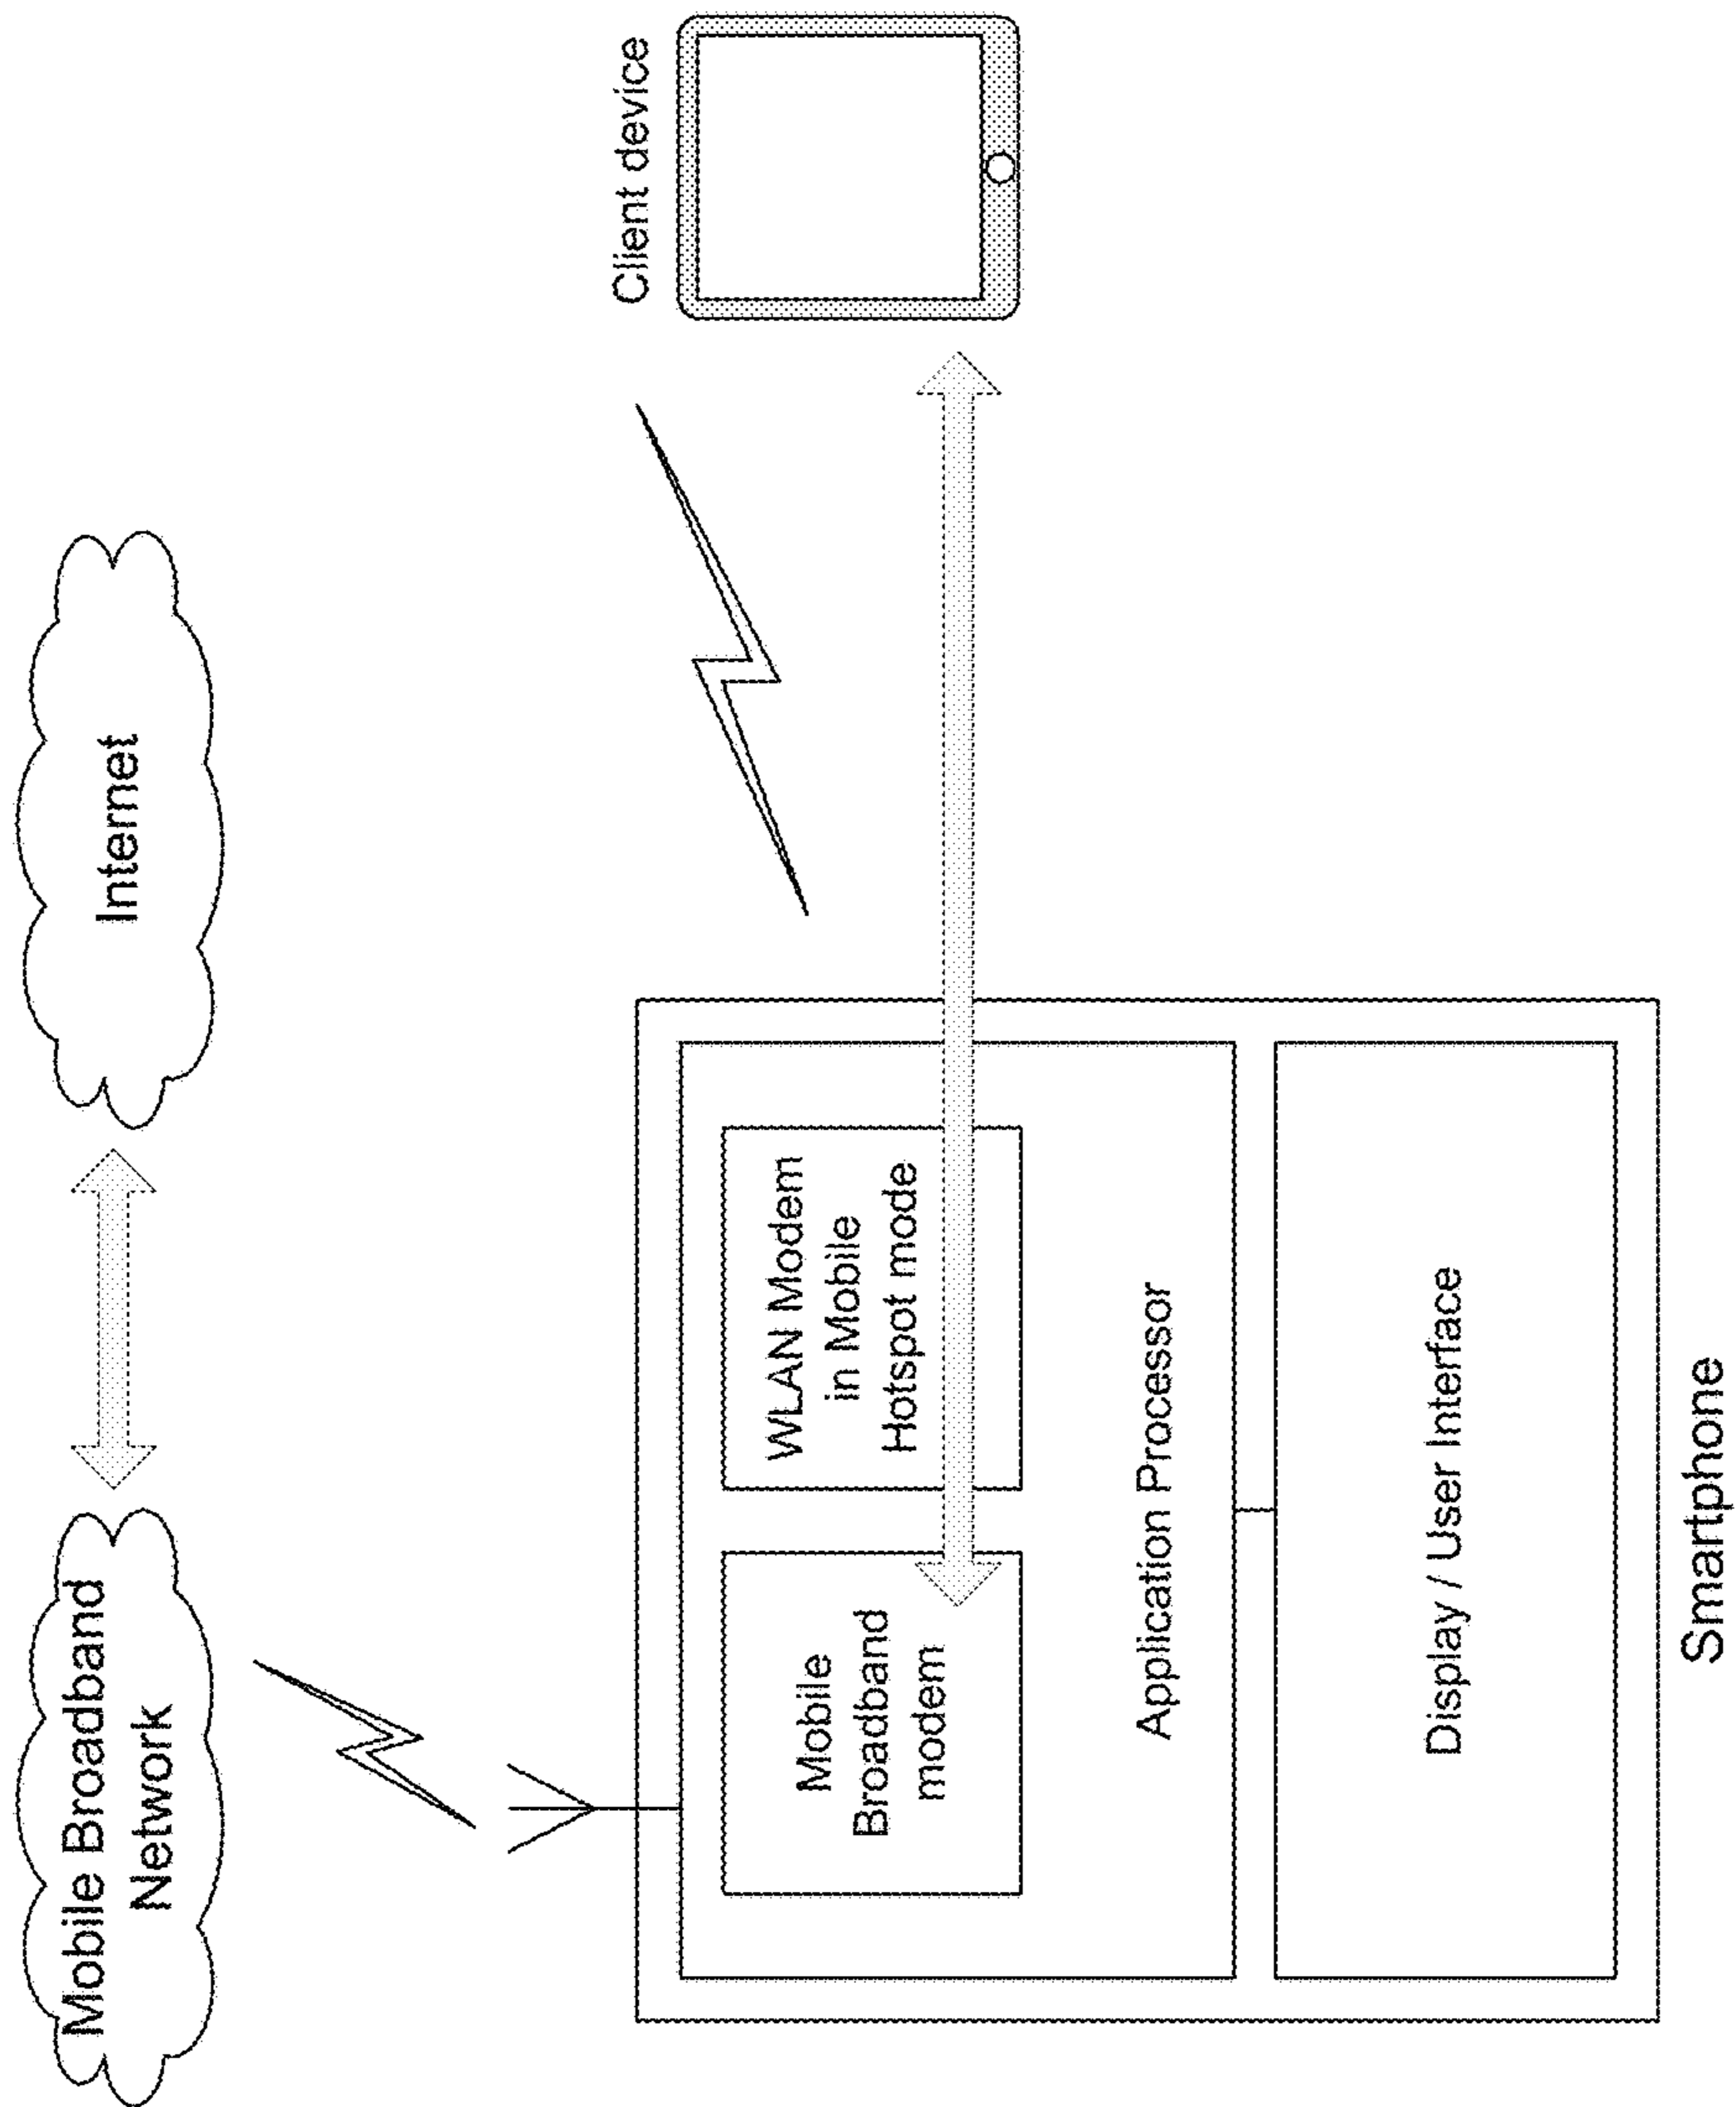 Mobile Broadband
Network
Internet
Client device
Mobile
Broadband
modem
WLAN Modem
in Mobile
Hotspot mode
Application Processor
Display / User Interface
Smartphone